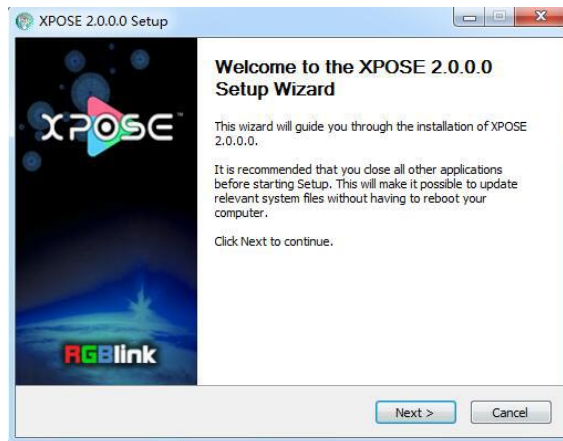 XPOSE 2.0.0.0 Setup
XPOSE™
RGBlink
Welcome to the XPOSE 2.0.0.0
Setup Wizard
This wizard will guide you through the installation of XPOSE
2.0.0.0.
It is recommended that you close all other applications
before starting Setup. This will make it possible to update
relevant system files without having to reboot your
computer.
Click Next to continue.
Next >
Cancel